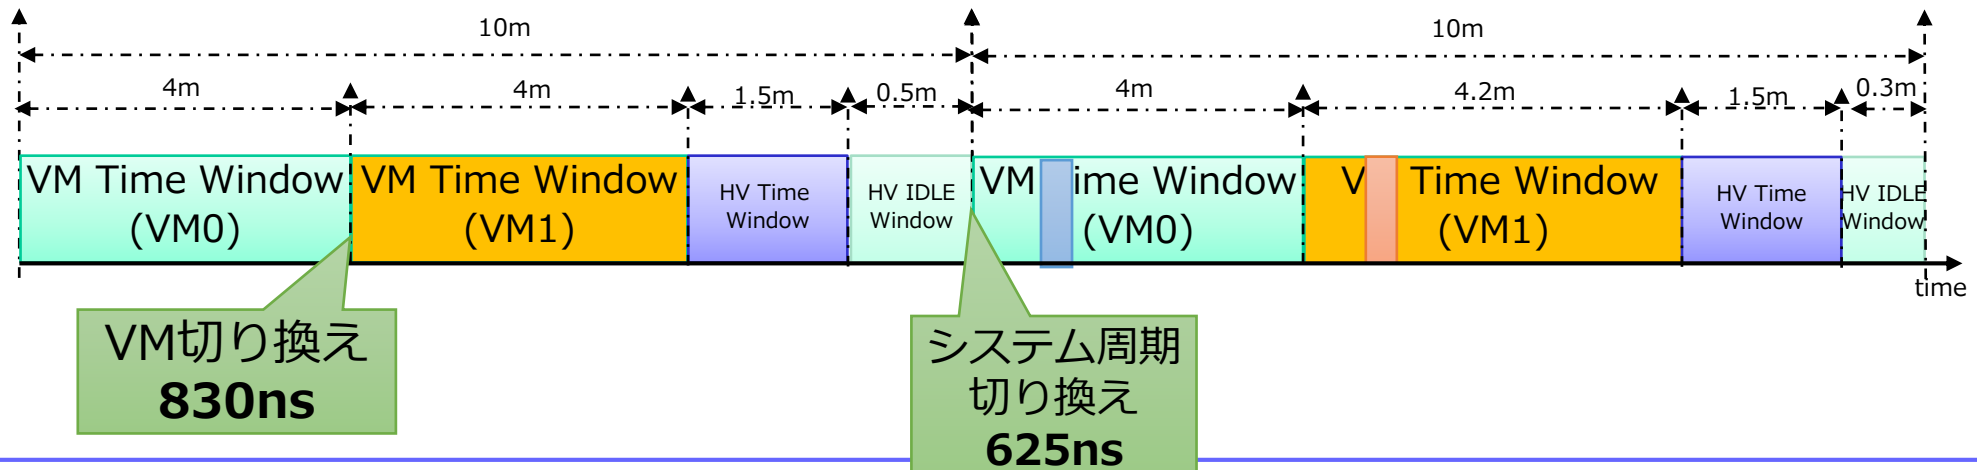 10m
10m
4m
4m
1.5m
0.5m
4m
4.2m
1.5m
0.3m
VM Time Window
(VM0)
VM Time Window
(VM1)
HV Time
Window
HV IDLE
Window
VM ime Window
(VM0)
V Time Window
(VM1)
HV Time
Window
HV IDLE
Window
time
VM切り換え
830ns
システム周期
切り換え
625ns